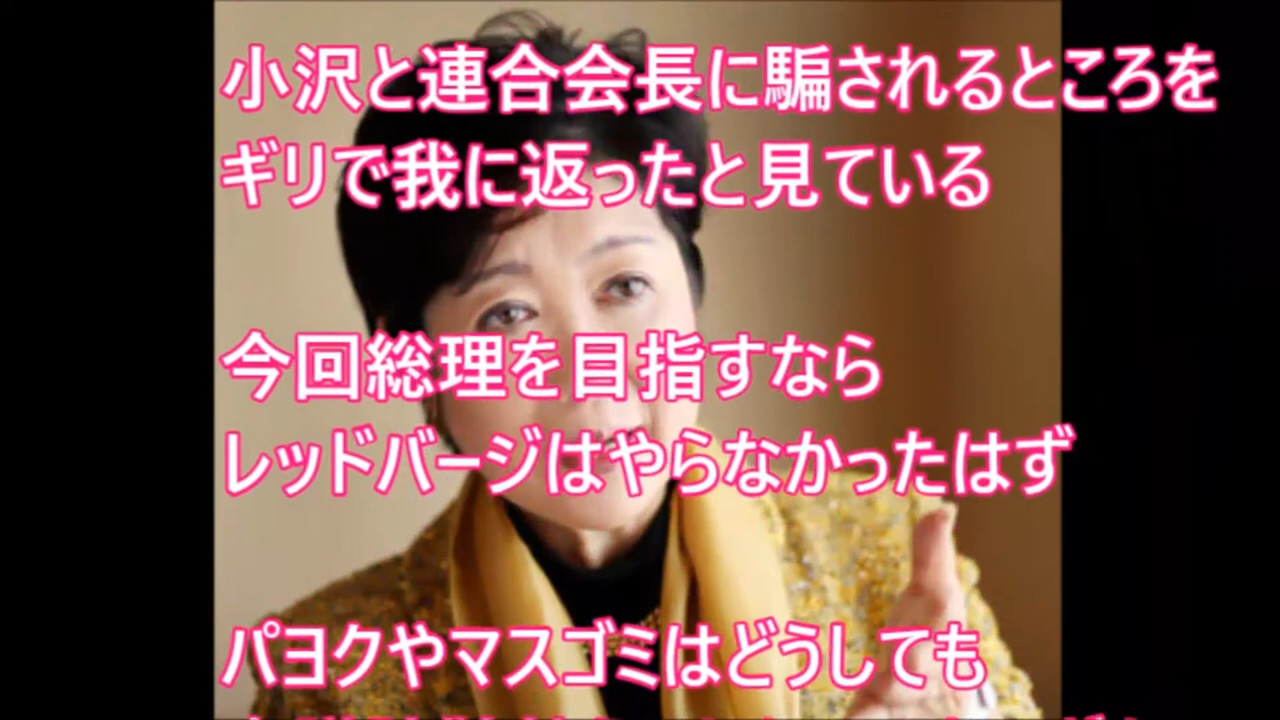 小沢と連合会長に騙されるところを
ギリで我に返ったと見ている
今回総理を目指すなら
レッドバージはやらなかったはず
パヨクやマスゴミはどうしても